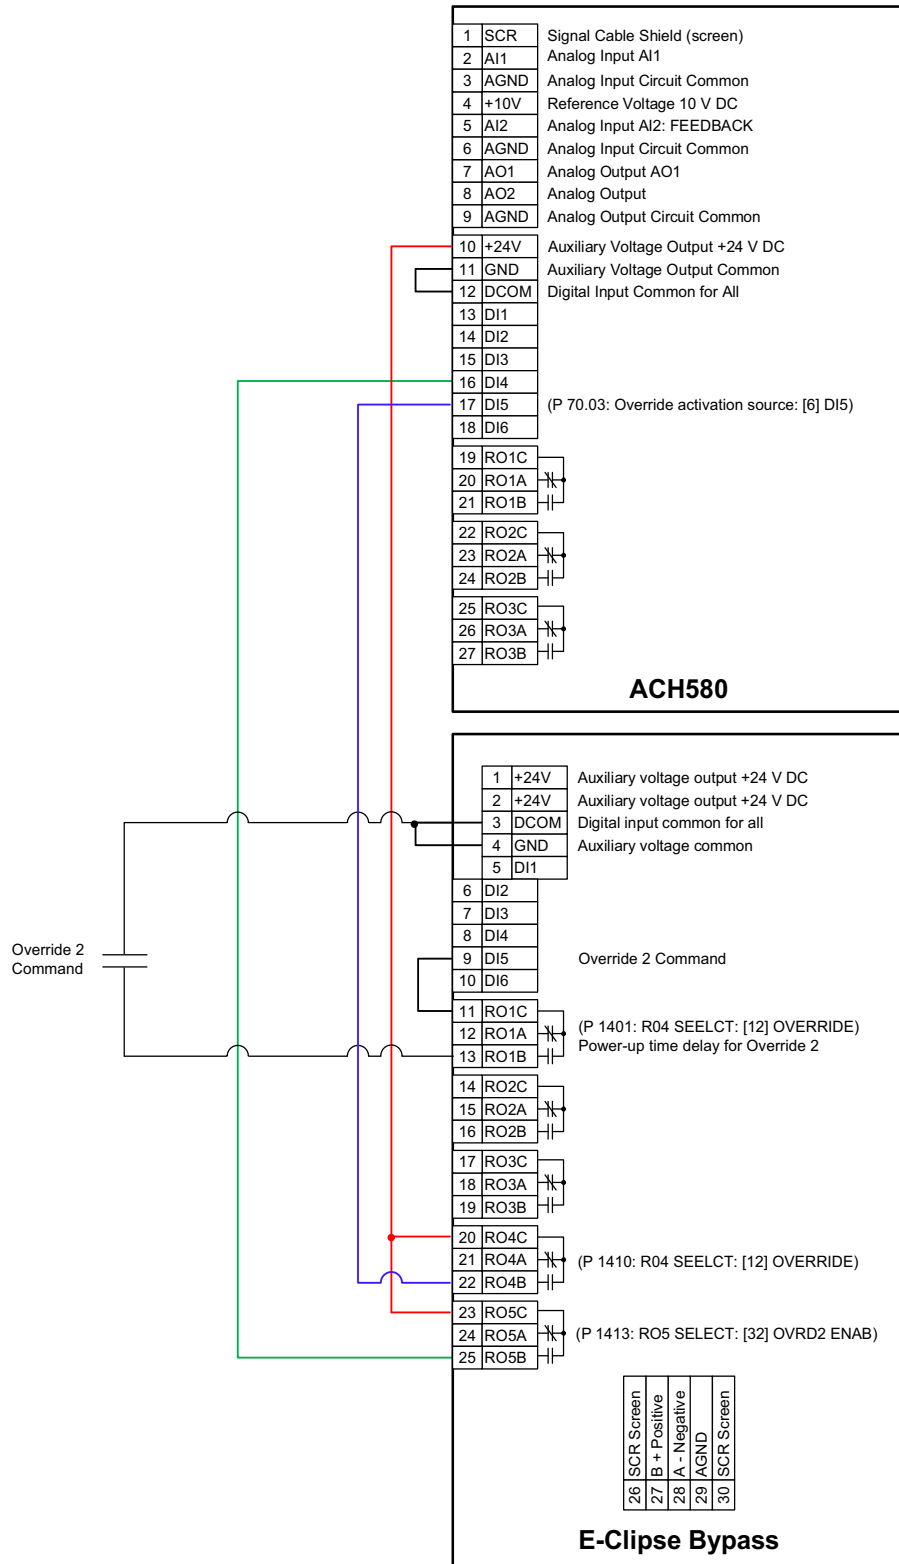 1 SCR Signal Cable Shield (screen)
2 AI1 Analog Input AI1
3 AGND Analog Input Circuit Common
4 +10V Reference Voltage 10 V DC
5 AI2 Analog Input AI2: FEEDBACK
6 AGND Analog Input Circuit Common
7 AO1 Analog Output AO1
8 AO2 Analog Output
9 AGND Analog Output Circuit Common
10 +24V Auxiliary Voltage Output +24 V DC
11 GND Auxiliary Voltage Output Common
12 DCOM Digital Input Common for All
13 DI1
14 DI2
15 DI3
16 DI4
17 DI5 (P 70.03: Override activation source: [6] DI5)
18 DI6
19 RO1C
20 RO1A
21 RO1B
22 RO2C
23 RO2A
24 RO2B
25 RO3C
26 RO3A
27 RO3B
ACH580
1 +24V Auxiliary voltage output +24 V DC
2 +24V Auxiliary voltage output +24 V DC
3 DCOM Digital input common for all
4 GND Auxiliary voltage common
5 DI1
6 DI2
7 DI3
8 DI4
9 DI5 Override 2 Command
10 DI6
Override 2
Command
11 RO1C
12 RO1A (P 1401: R04 SEELCT: [12] OVERRIDE)
13 RO1B Power-up time delay for Override 2
14 RO2C
15 RO2A
16 RO2B
17 RO3C
18 RO3A
19 RO3B
20 RO4C
21 RO4A (P 1410: R04 SEELCT: [12] OVERRIDE)
22 RO4B
23 RO5C
24 RO5A (P 1413: RO5 SELECT: [32] OVRD2 ENAB)
25 RO5B
26 SCR Screen
27 B + Positive
28 A - Negative
29 AGND
30 SCR Screen
E-Clipse Bypass